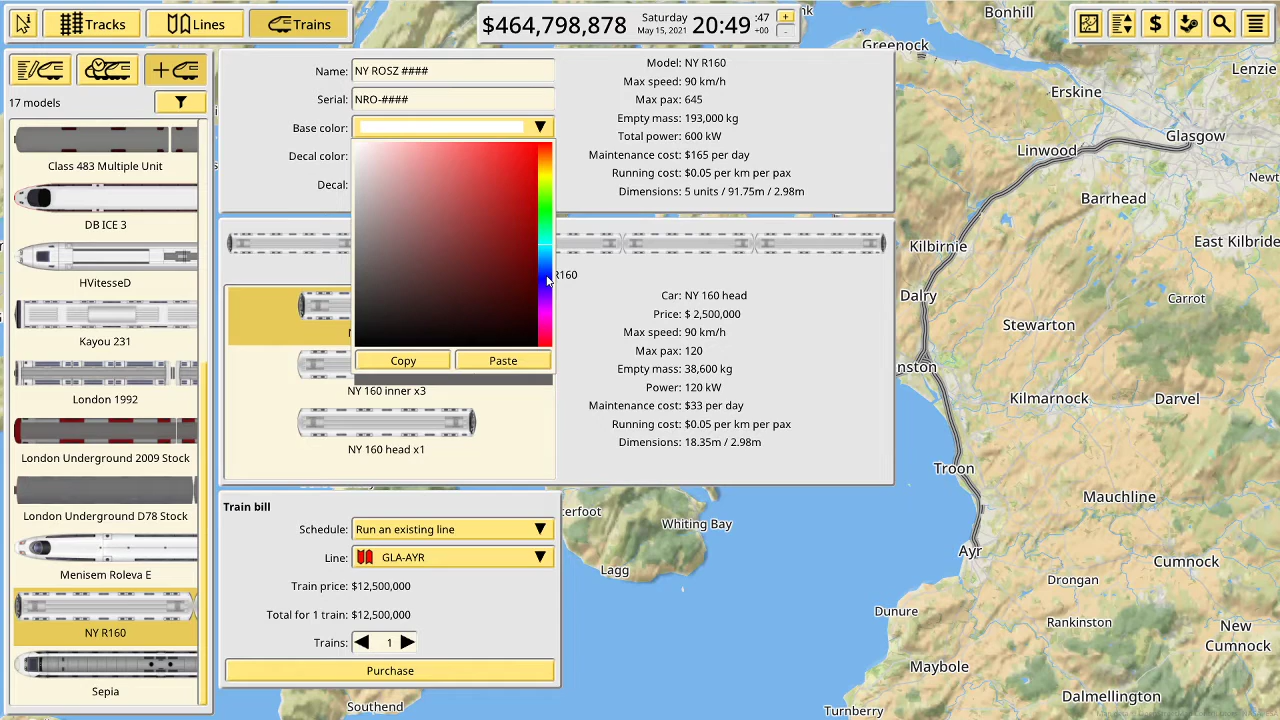 Tracks
Lines
Trains
$464,798,878
Saturday
May 15, 2021
20:49
:47
+00
+
-
nk
Bonhill
Greenock
Lenzie
Erskine
Glasgow
Linwood
Newt
Barrhead
Kilbirnie
East Kilbride
Dalry
Carrot
Stewarton
nston
Kilmarnock
Darvel
Troon
Mauchline
Ayr
Cumnock
Drongan
Dunure
Rankinston
New
Cumnock
Maybole
Dalmellington
Turnberry
erfoot
Whiting Bay
Lagg
Southend
17 models
Class 483 Multiple Unit
DB ICE 3
HVitesseD
Kayou 231
London 1992
London Underground 2009 Stock
London Underground D78 Stock
Menisem Roleva E
NY R160
Sepia
Name: NY ROSZ ####
Serial: NRO-####
Base color:
Decal color:
Decal:
Copy
Paste
Model: NY R160
Max speed: 90 km/h
Max pax: 645
Empty mass: 193,000 kg
Total power: 600 kW
Maintenance cost: $165 per day
Running cost: $0.05 per km per pax
Dimensions: 5 units / 91.75m / 2.98m
R160
NY 160 inner x3
NY 160 head x1
Car: NY 160 head
Price: $ 2,500,000
Max speed: 90 km/h
Max pax: 120
Empty mass: 38,600 kg
Power: 120 kW
Maintenance cost: $33 per day
Running cost: $0.05 per km per pax
Dimensions: 18.35m / 2.98m
Train bill
Schedule: Run an existing line
Line: GLA-AYR
Train price: $12,500,000
Total for 1 train: $12,500,000
Trains: 1
Purchase